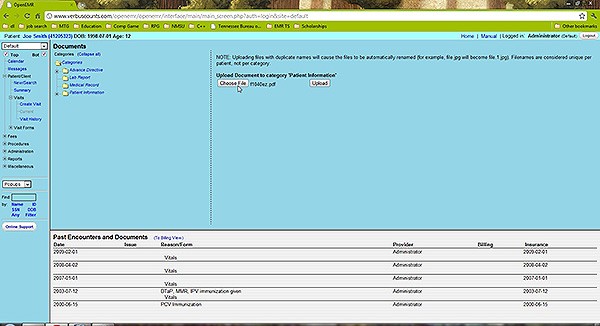 OpenEMR
www.verbuscounts.com/openemr/openemr/interface/main/main_screen.php?auth=login&site=default
dl job search MTG Education Comp RPG NMSU C++ Tennessee Bureau o... EMR TS Scholarships Other bookmarks
Patient: Joe Smith (41205323) DOB: 1998-07-01 Age: 12
Home | Manual | Logged in: Administrator (Default) Logout
Default
Top Bot
Calendar
Messages
Patient/Client
New/Search
Summary
Visits
Create Visit
Current
Visit History
Visit Forms
Fees
Procedures
Administration
Reports
Miscellaneous
Popups
Find:
by: Name ID
SSN DOB
Any Filter
Online Support
Documents
Categories (Collapse all)
Categories
Advance Directive
Lab Report
Medical Record
Patient Information
NOTE: Uploading files with duplicate names will cause the files to be automatically renamed (for example, file.jpg will become file.1.jpg). Filenames are considered unique per
patient, not per category.
Upload Document to category 'Patient Information'
Choose File f1040ez.pdf Upload
Past Encounters and Documents (To Billing View)
Date Issue Reason/Form Provider Billing Insurance
2009-02-01 Administrator 2009-02-01
Vitals
2008-04-02 Administrator 2008-04-02
Vitals
2007-01-01 Administrator 2007-01-01
Vitals
2003-07-12 DTaP, MMR, IPV immunization given Administrator 2003-07-12
Vitals
2000-06-15 PCV Immunization Administrator 2000-06-15